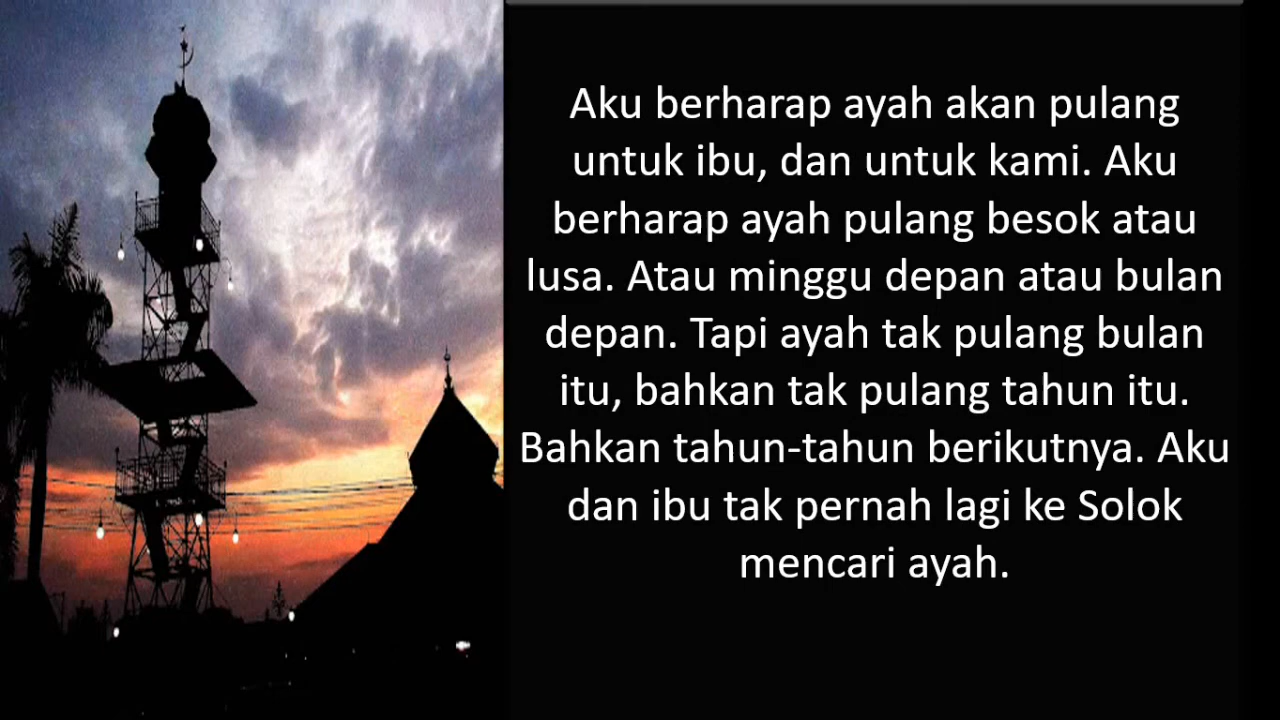 Aku berharap ayah akan pulang
untuk ibu, dan untuk kami. Aku
berharap ayah pulang besok atau
lusa. Atau minggu depan atau bulan
depan. Tapi ayah tak pulang bulan
itu, bahkan tak pulang tahun itu.
Bahkan tahun-tahun berikutnya. Aku
dan ibu tak pernah lagi ke Solok
mencari ayah.